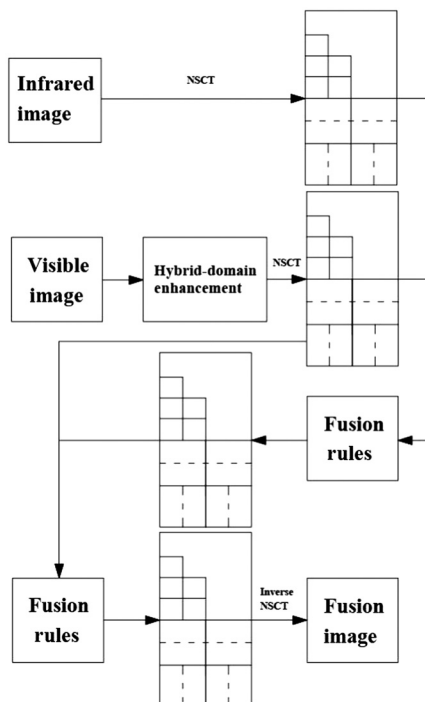 Infrared
image
NSCT
Visible
image
Hybrid-domain
enhancement
NSCT
Fusion
rules
Fusion
rules
Inverse
NSCT
Fusion
image